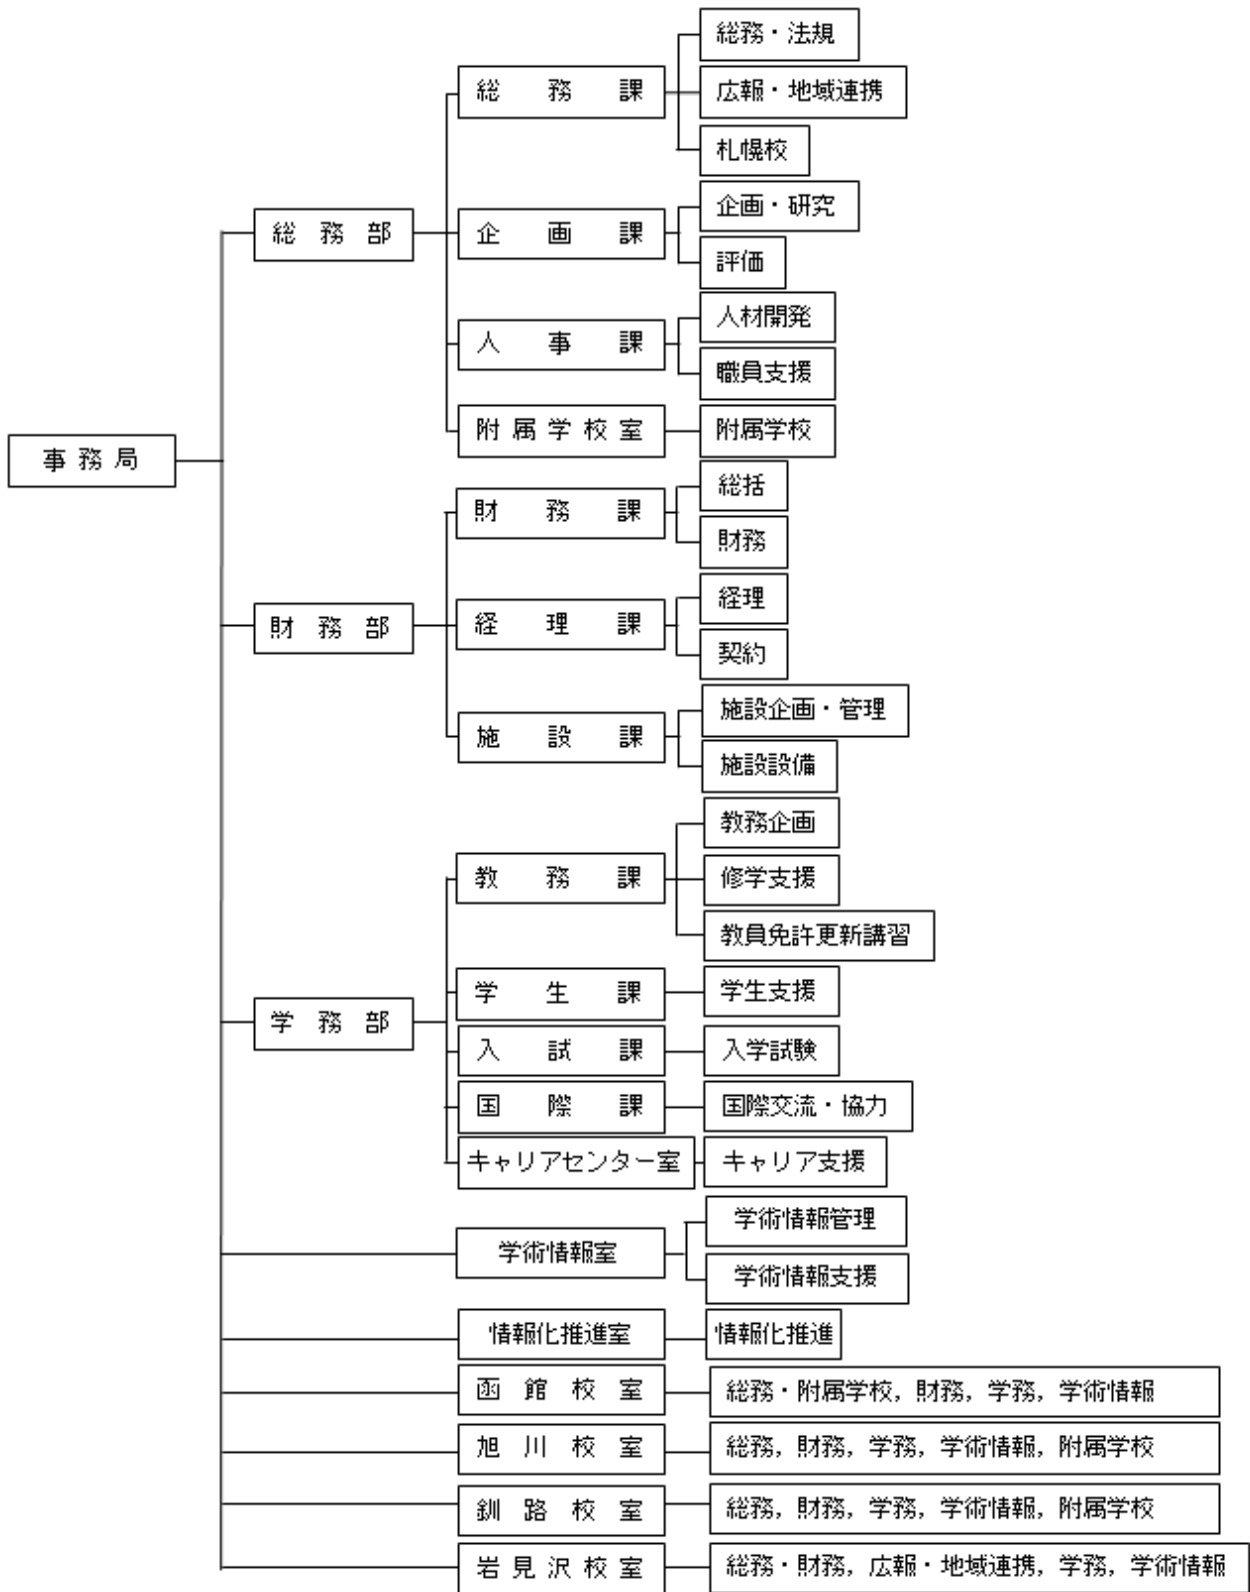 事務局
総務部
総務課
総務・法規
広報・地域連携
札幌校
企画課
企画・研究
評価
人事課
人材開発
職員支援
附属学校室
附属学校
財務部
財務課
総括
財務
経理課
経理
契約
施設課
施設企画・管理
施設設備
学務部
教務課
教務企画
修学支援
教員免許更新講習
学生課
学生支援
入試課
入学試験
国際課
国際交流・協力
キャリアセンター室
キャリア支援
学術情報室
学術情報管理
学術情報支援
情報化推進室
情報化推進
函館校室
総務・附属学校，財務，学務，学術情報
旭川校室
総務，財務，学務，学術情報，附属学校
釧路校室
総務，財務，学務，学術情報，附属学校
岩見沢校室
総務・財務，広報・地域連携，学務，学術情報